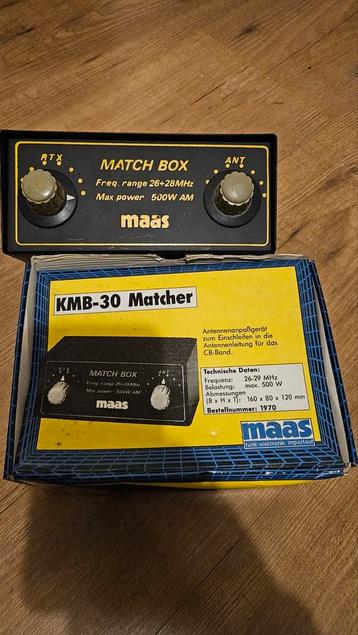 RTX
MATCH BOX
ANT
Freq. range 26÷28MHz
Max power 500W AM
maas
KMB-30 Matcher
Antennenanpaßgerät
zum Einschleifen in die
Antennenleitung für das
CB-Band.
MATCH BOX
ANT
Freq. range 26÷28MHz
Max power 500W AM
maas
Technische Daten:
Frequenz: 26-29 MHz
Belastung: max. 500 W
Abmessungen
(B x H x T): 160 x 80 x 120 mm
Bestellnummer: 1970
maas
funk-elektronik importeur